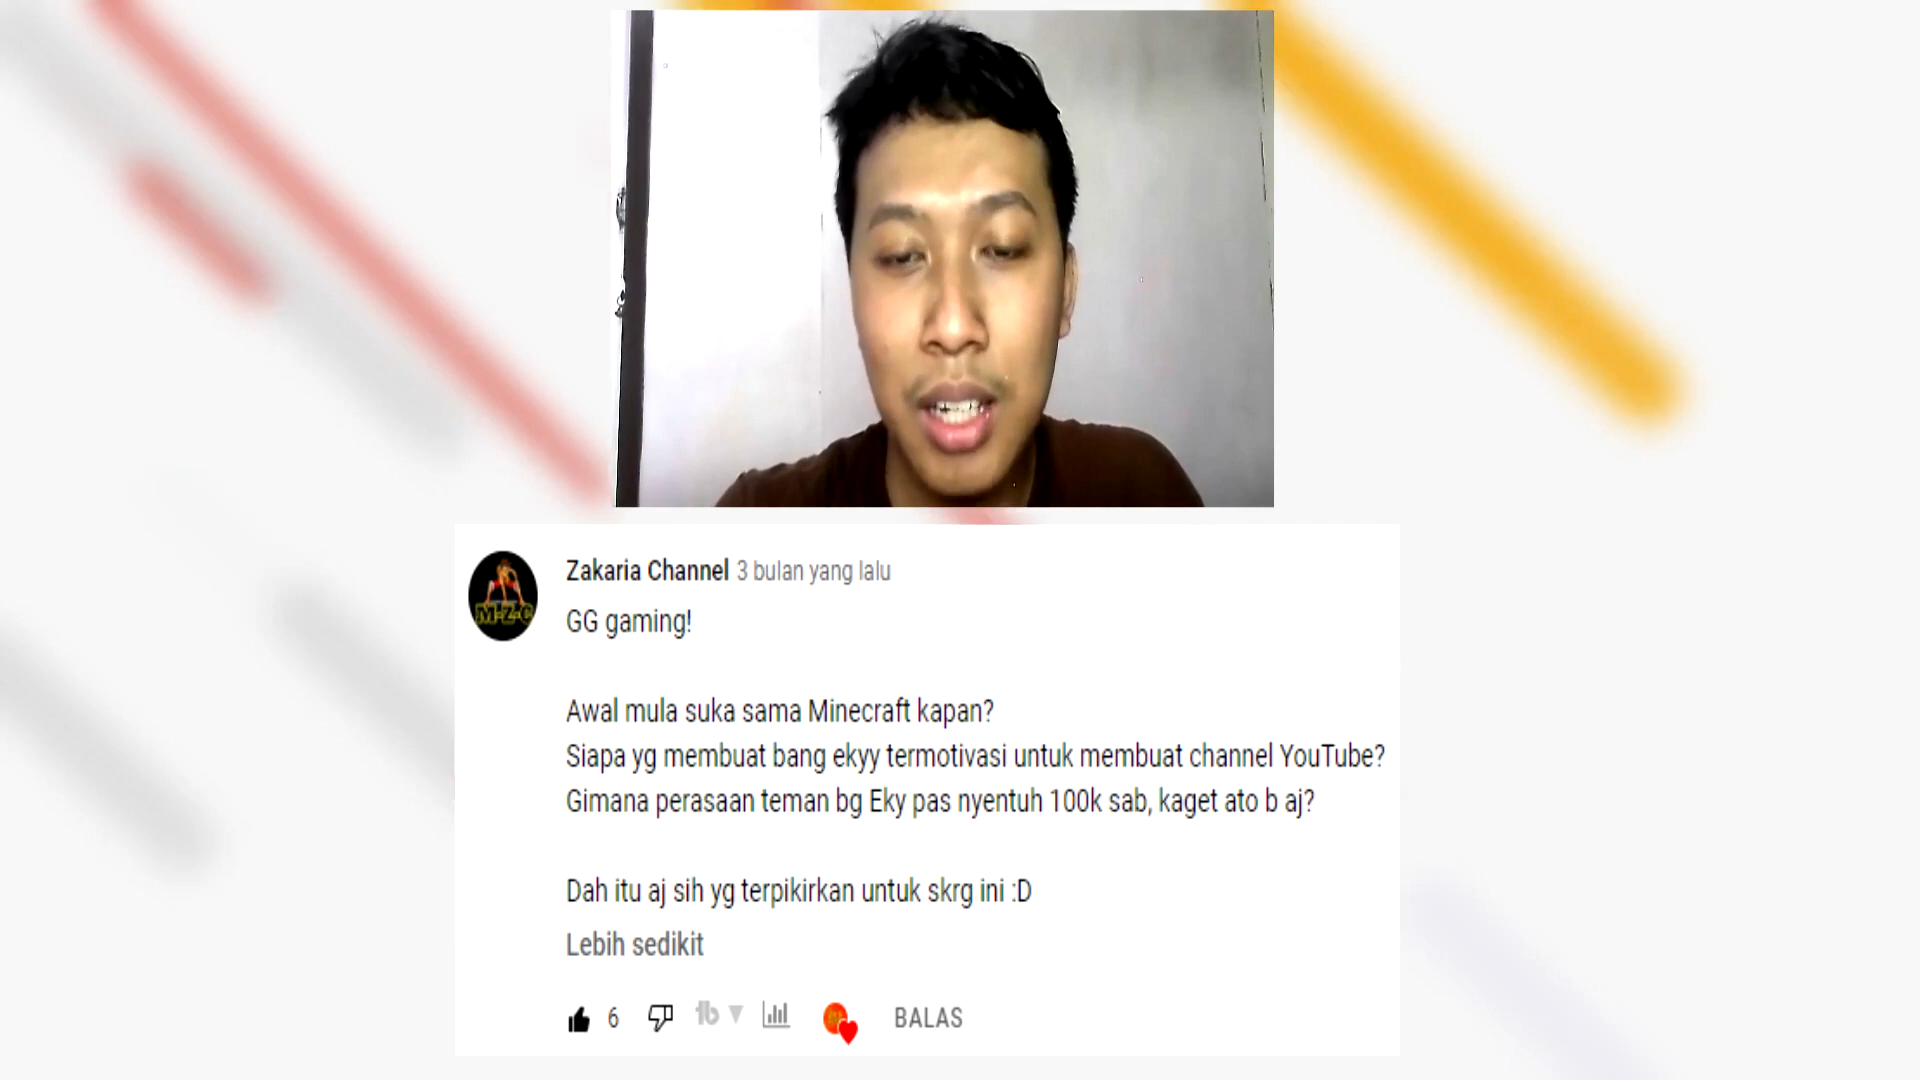 Zakaria Channel 3 bulan yang lalu
GG gaming!
Awal mula suka sama Minecraft kapan?
Siapa yg membuat bang ekyy termotivasi untuk membuat channel YouTube?
Gimana perasaan teman bg Eky pas nyentuh 100k sab, kaget ato b aj?
Dah itu aj sih yg terpikirkan untuk skrg ini :D
Lebih sedikit
6 BALAS
M-Z-C